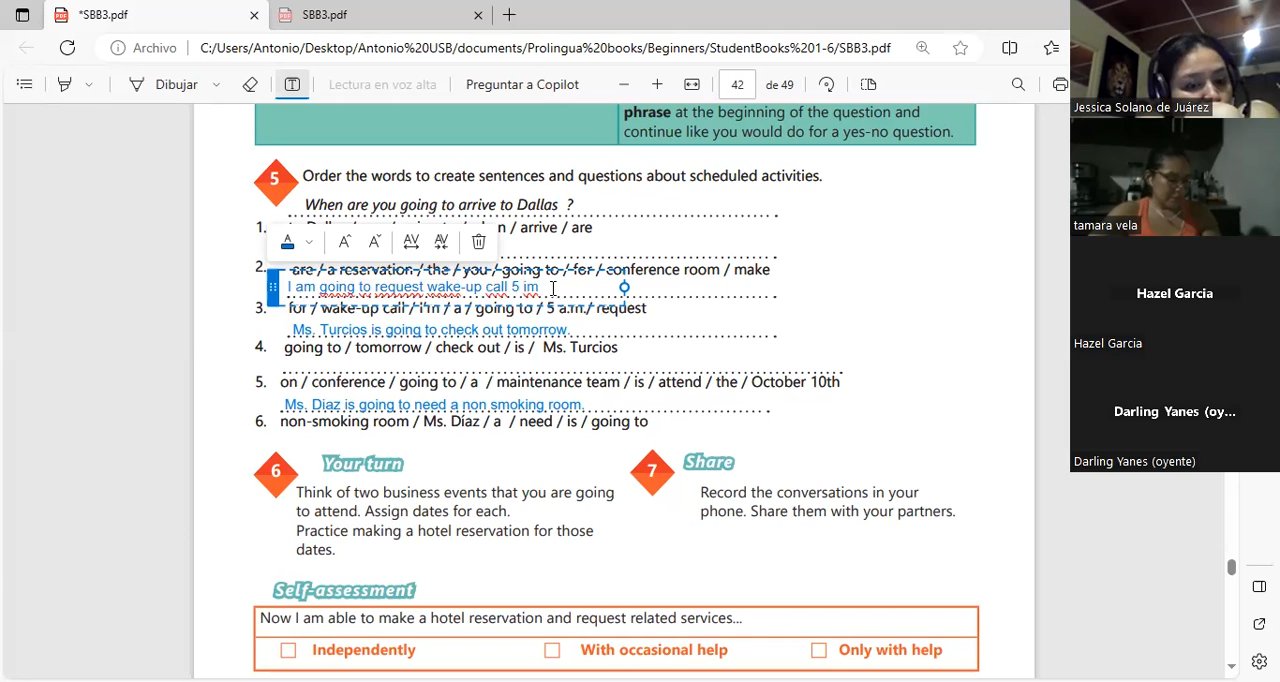 *SBB3.pdf
SBB3.pdf
Archivo
C:/Users/Antonio/Desktop/Antonio%20USB/documents/Prolingua%20books/Beginners/StudentBooks%201-6/SBB3.pdf
Dibujar
Lectura en voz alta
Preguntar a Copilot
42
de 49
phrase at the beginning of the question and
continue like you would do for a yes-no question.
5 Order the words to create sentences and questions about scheduled activities.
When are you going to arrive to Dallas ?
1. / arrive / are
2. are / a reservation / the / you / going to / for / conference room / make
I am going to request wake-up call 5 im
3. for / wake-up call / I'm / a / going to / 5 a.m./ request
Ms. Turcios is going to check out tomorrow.
4. going to / tomorrow / check out / is / Ms. Turcios
5. on / conference / going to / a / maintenance team / is / attend / the / October 10th
Ms. Diaz is going to need a non smoking room.
6. non-smoking room / Ms. Díaz / a / need / is / going to
6 Your turn
Think of two business events that you are going
to attend. Assign dates for each.
Practice making a hotel reservation for those
dates.
7 Share
Record the conversations in your
phone. Share them with your partners.
Self-assessment
Now I am able to make a hotel reservation and request related services...
Independently
With occasional help
Only with help
Jessica Solano de Juárez
tamara vela
Hazel Garcia
Hazel Garcia
Darling Yanes (oy...
Darling Yanes (oyente)